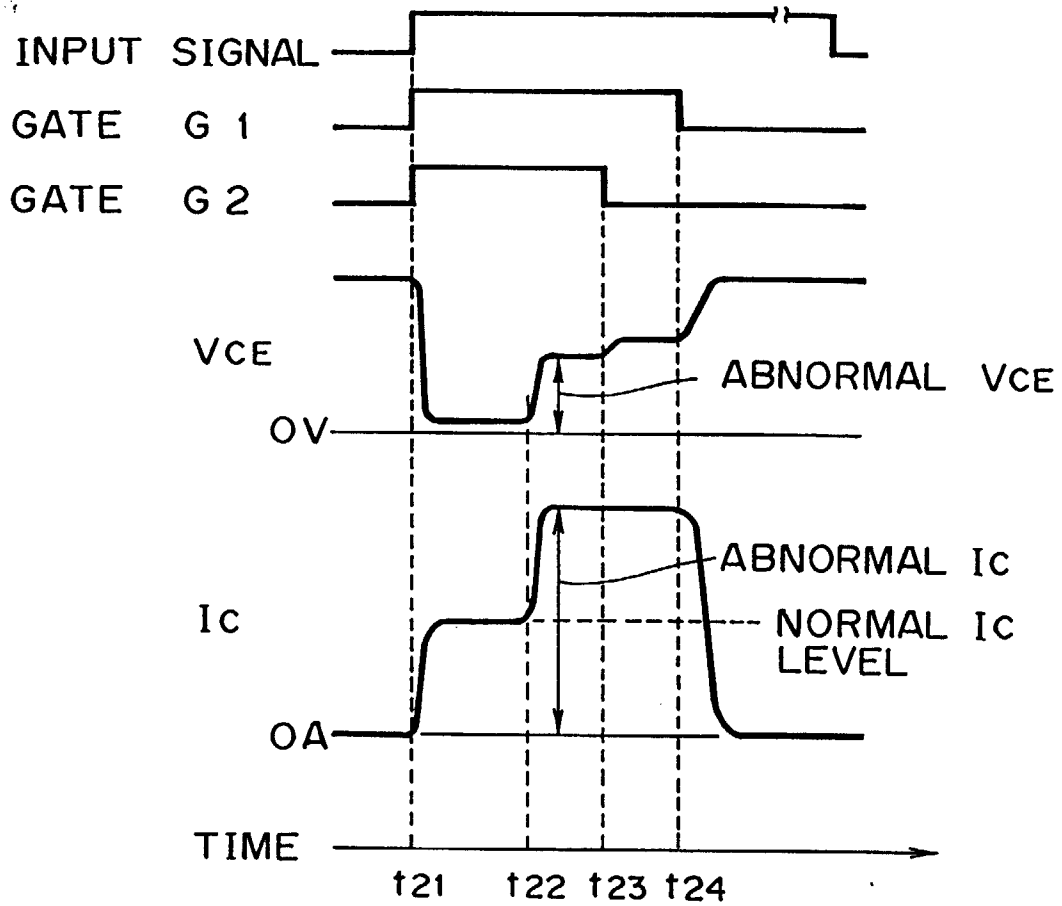 INPUT SIGNAL
GATE G 1
GATE G 2
VCE
ABNORMAL VCE
OV
ABNORMAL IC
IC
NORMAL IC
LEVEL
OA
TIME
t21 t22 t23 t24